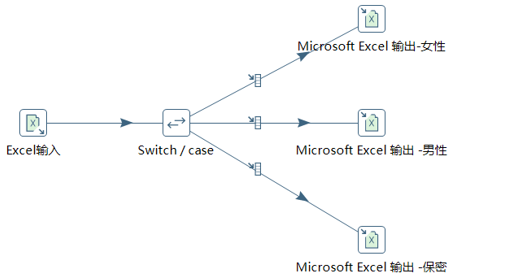 Microsoft Excel 输出-女性
Excel输入
Switch / case
Microsoft Excel 输出 -男性
Microsoft Excel 输出 -保密